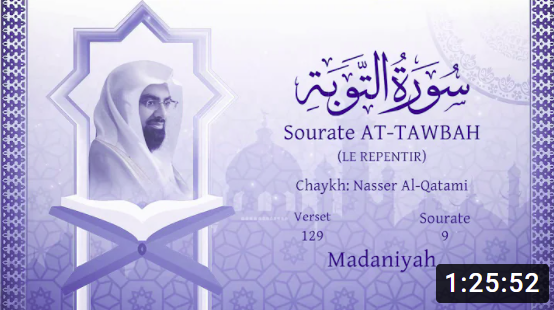 سُورَةُ التَّوْبَةِ
Sourate AT-TAWBAH
(LE REPENTIR)
Chaykh: Nasser Al-Qatami
Verset Sourate
129 9
Madaniyah
1:25:52